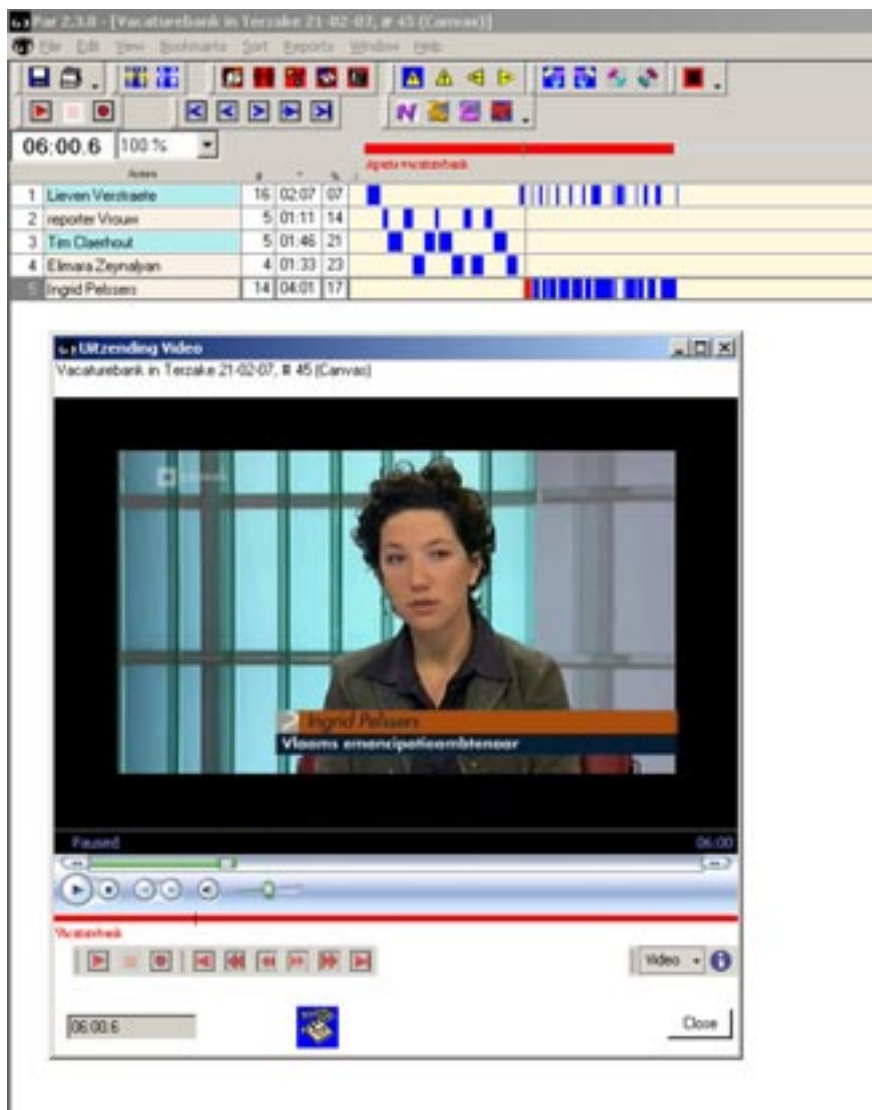 Par 2.3.0 - [Vacaturebank in Terzake 21-02-07, # 45 (Canvas)]
File Edit View Bookmarks Sort Reports Window Help
06:00.6 100 %
Vacaturebank
Actors # %
1 Lieven Verstraete 16 02:07 07
2 reporter Vrouw 5 01:11 14
3 Tim Claerhout 5 01:46 21
4 Elmara Zeynalyan 4 01:33 23
5 Ingrid Pelssers 14 04:01 17
Uitzending Video
Vacaturebank in Terzake 21-02-07, # 45 (Canvas)
Ingrid Pelssers
Vlaams emancipatieambtenaar
Paused 06:00
Vacaturebank
Video
06:00.6
Close